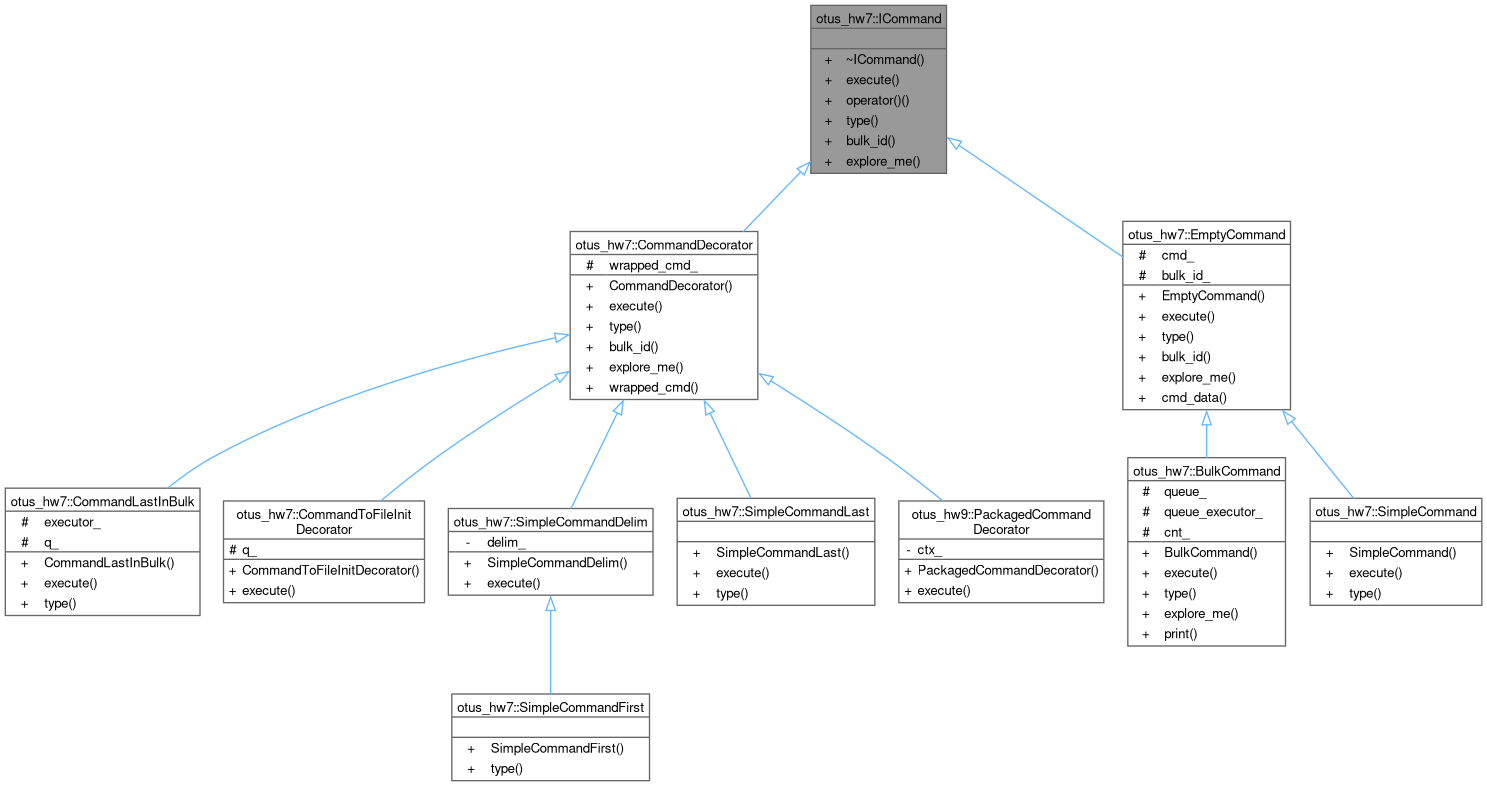 otus_hw7::ICommand
+ ~ICommand()
+ execute()
+ operator()()
+ type()
+ bulk_id()
+ explore_me()
otus_hw7::CommandDecorator
# wrapped_cmd_
+ CommandDecorator()
+ execute()
+ type()
+ bulk_id()
+ explore_me()
+ wrapped_cmd()
otus_hw7::EmptyCommand
# cmd_
# bulk_id_
+ EmptyCommand()
+ execute()
+ type()
+ bulk_id()
+ explore_me()
+ cmd_data()
otus_hw7::CommandLastInBulk
# executor_
# q_
+ CommandLastInBulk()
+ execute()
+ type()
otus_hw7::CommandToFileInit
Decorator
# q_
+ CommandToFileInitDecorator()
+ execute()
otus_hw7::SimpleCommandDelim
- delim_
+ SimpleCommandDelim()
+ execute()
otus_hw7::SimpleCommandLast
+ SimpleCommandLast()
+ execute()
+ type()
otus_hw9::PackagedCommand
Decorator
- ctx_
+ PackagedCommandDecorator()
+ execute()
otus_hw7::BulkCommand
# queue_
# queue_executor_
# cnt_
+ BulkCommand()
+ execute()
+ type()
+ explore_me()
+ print()
otus_hw7::SimpleCommand
+ SimpleCommand()
+ execute()
+ type()
otus_hw7::SimpleCommandFirst
+ SimpleCommandFirst()
+ type()